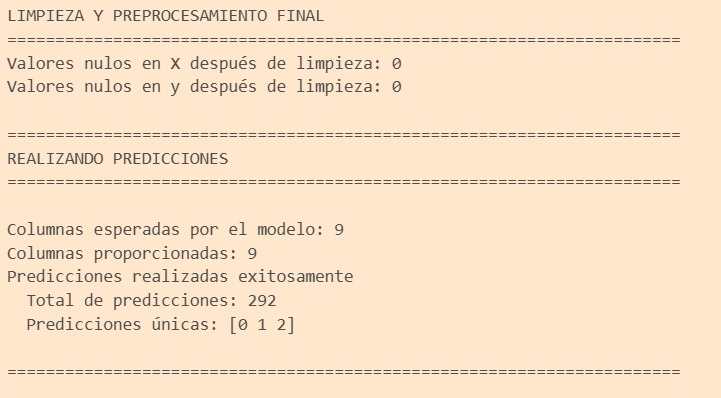 LIMPIEZA Y PREPROCESAMIENTO FINAL
======================================================================
Valores nulos en X después de limpieza: 0
Valores nulos en y después de limpieza: 0
======================================================================
REALIZANDO PREDICCIONES
======================================================================
Columnas esperadas por el modelo: 9
Columnas proporcionadas: 9
Predicciones realizadas exitosamente
  Total de predicciones: 292
  Predicciones únicas: [0 1 2]
======================================================================